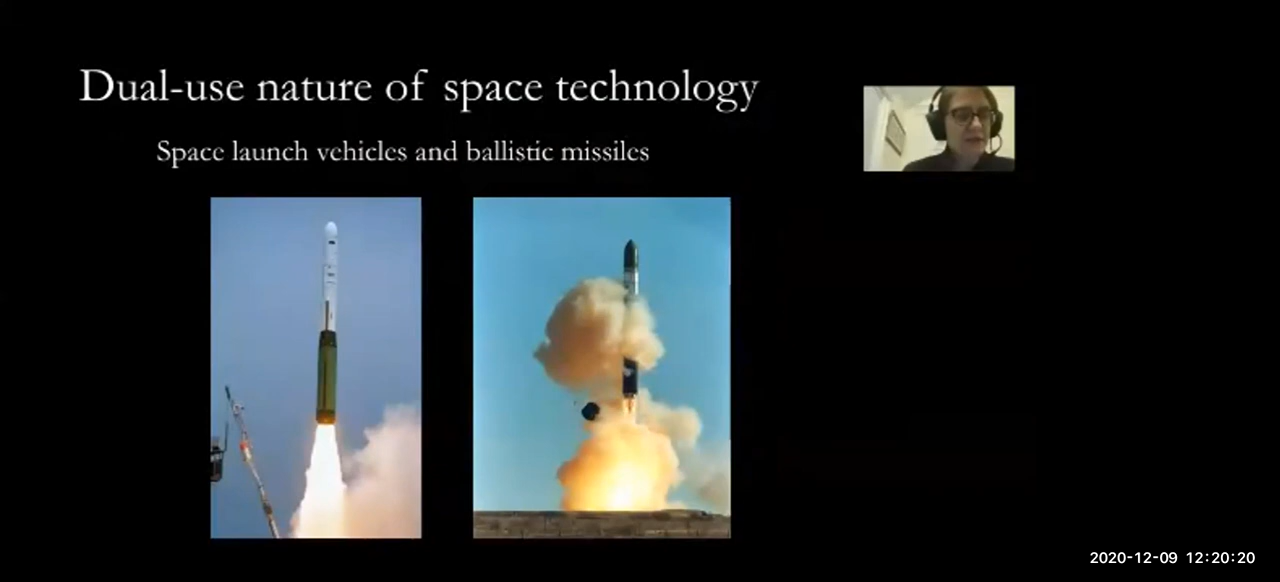 Dual-use nature of space technology
Space launch vehicles and ballistic missiles
2020-12-09 12:20:20